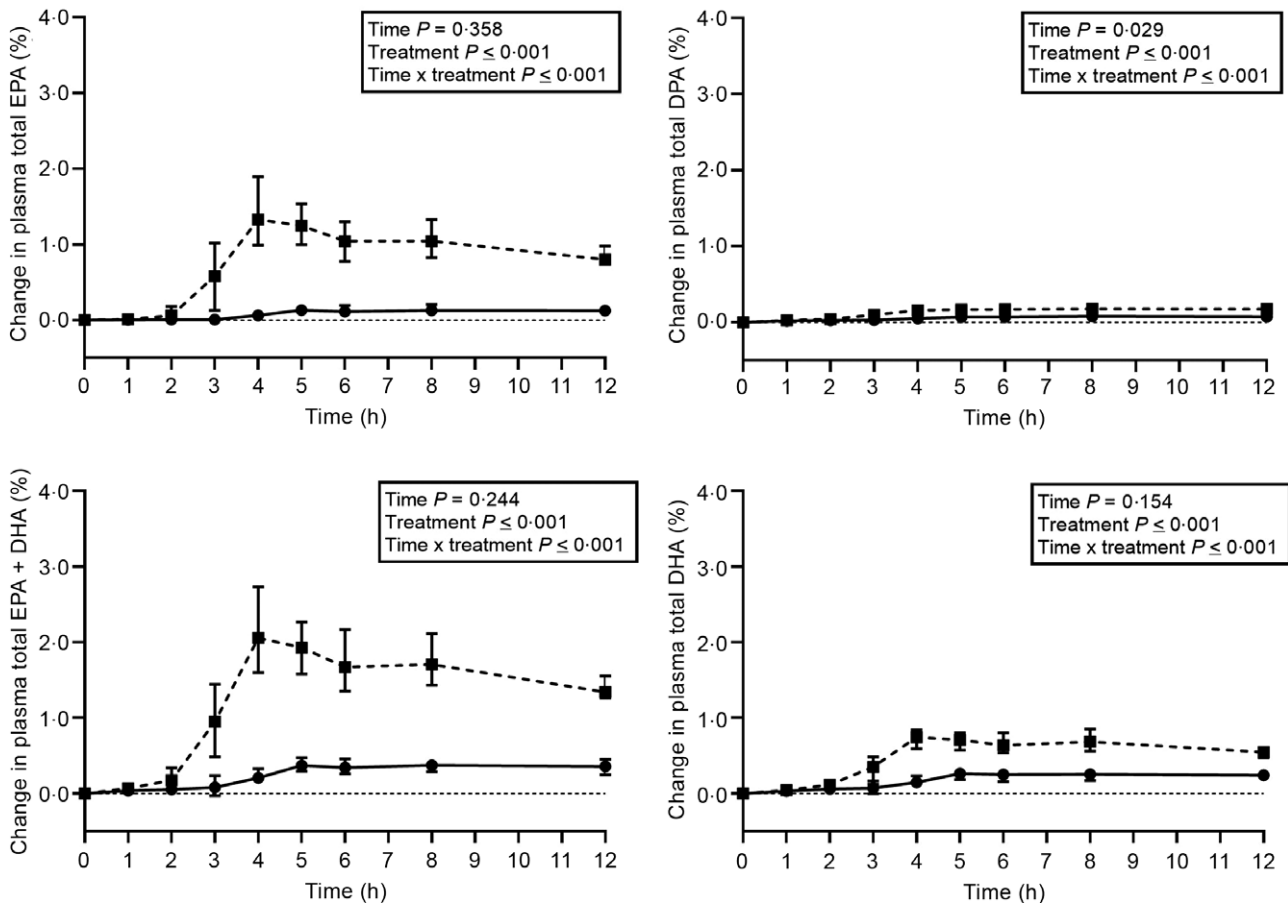 Change in plasma total EPA (%)
4·0
3·0
2·0
1·0
0·0
0 1 2 3 4 5 6 7 8 9 10 11 12
Time (h)
Time P = 0·358
Treatment P ≤ 0·001
Time x treatment P ≤ 0·001
Change in plasma total DPA (%)
4·0
3·0
2·0
1·0
0·0
0 1 2 3 4 5 6 7 8 9 10 11 12
Time (h)
Time P = 0·029
Treatment P ≤ 0·001
Time x treatment P ≤ 0·001
Change in plasma total EPA + DHA (%)
4·0
3·0
2·0
1·0
0·0
0 1 2 3 4 5 6 7 8 9 10 11 12
Time (h)
Time P = 0·244
Treatment P ≤ 0·001
Time x treatment P ≤ 0·001
Change in plasma total DHA (%)
4·0
3·0
2·0
1·0
0·0
0 1 2 3 4 5 6 7 8 9 10 11 12
Time (h)
Time P = 0·154
Treatment P ≤ 0·001
Time x treatment P ≤ 0·001